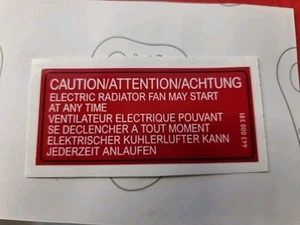 CAUTION/ATTENTION/ACHTUNG
ELECTRIC RADIATOR FAN MAY START
AT ANY TIME
VENTILATEUR ELECTRIQUE POUVANT
SE DECLENCHER A TOUT MOMENT
ELEKTRISCHER KUHLERLUFTER KANN
JEDERZEIT ANLAUFEN
443 000 391